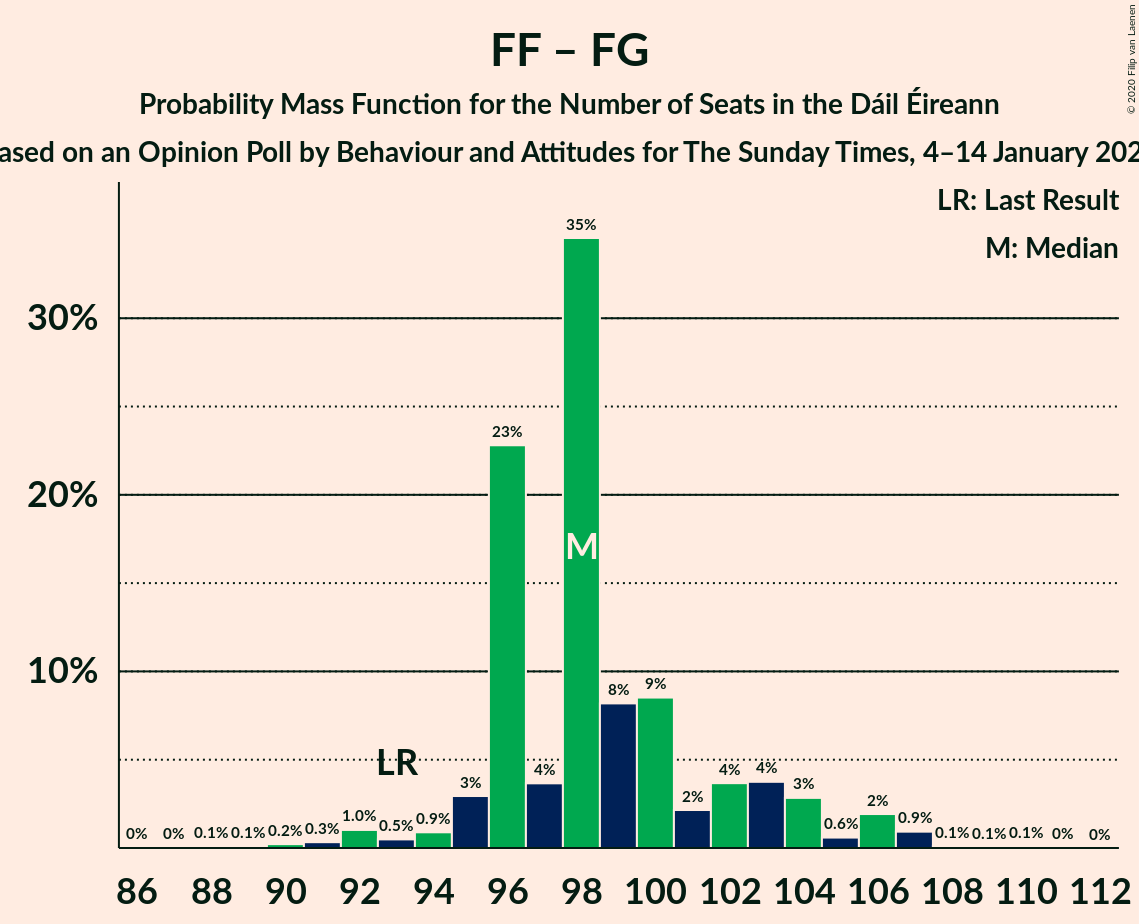 FF – FG
Probability Mass Function for the Number of Seats in the Dáil Éireann
ased on an Opinion Poll by Behaviour and Attitudes for The Sunday Times, 4–14 January 202
© 2020 Filip van Laenen
LR: Last Result
M: Median
30%
20%
10%
0% 0% 0.1% 0.1% 0.2% 0.3% 1.0% 0.5% 0.9% 3% 23% 4% 35% 8% 9% 2% 4% 4% 3% 0.6% 2% 0.9% 0.1% 0.1% 0.1% 0% 0%
LR
M
86 88 90 92 94 96 98 100 102 104 106 108 110 112